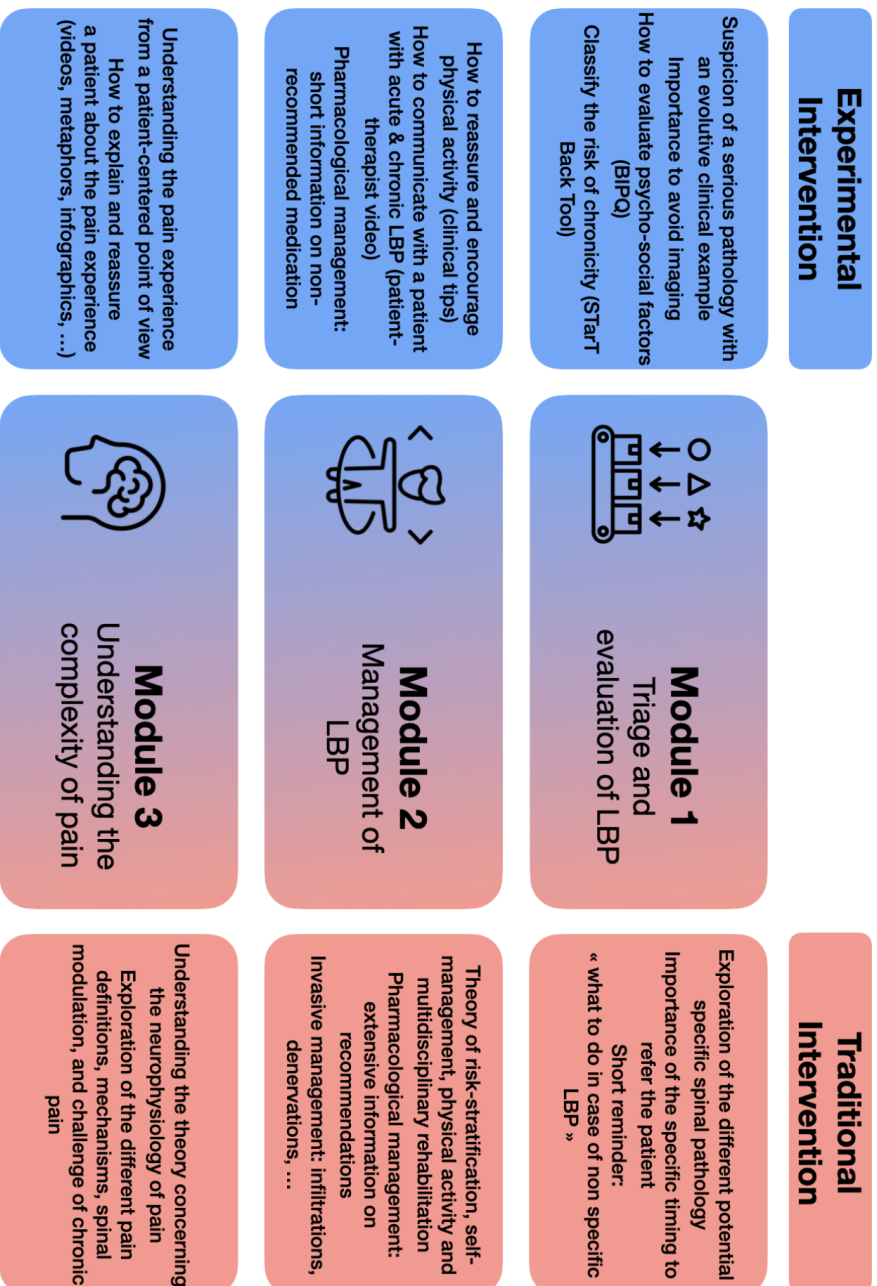 Experimental
Intervention
Traditional
Intervention
Suspicion of a serious pathology with
an evolutive clinical example
Importance to avoid imaging
How to evaluate psycho-social factors
(BIPQ)
Classify the risk of chronicity (STarT
Back Tool)
Module 1
Triage and
evaluation of LBP
Exploration of the different potential
specific spinal pathology
Importance of the specific timing to
refer the patient
Short reminder:
« what to do in case of non specific
LBP »
How to reassure and encourage
physical activity (clinical tips)
How to communicate with a patient
with acute & chronic LBP (patient-
therapist video)
Pharmacological management:
short information on non-
recommended medication
Module 2
Management of
LBP
Theory of risk-stratification, self-
management, physical activity and
multidisciplinary rehabilitation
Pharmacological management:
extensive information on
recommendations
Invasive management: infiltrations,
denervations, ...
Understanding the pain experience
from a patient-centered point of view
How to explain and reassure
a patient about the pain experience
(videos, metaphors, infographics, ...)
Module 3
Understanding the
complexity of pain
Understanding the theory concerning
the neurophysiology of pain
Exploration of the different pain
definitions, mechanisms, spinal
modulation, and challenge of chronic
pain